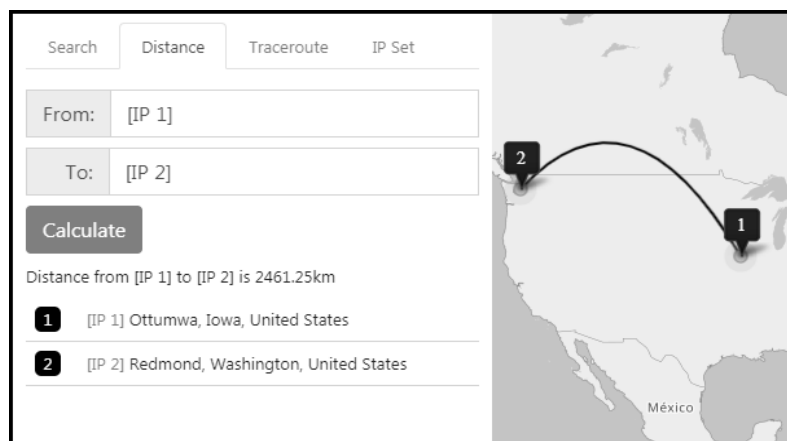 Search Distance Traceroute IP Set
From: [IP 1]
To: [IP 2]
Calculate
Distance from [IP 1] to [IP 2] is 2461.25km
1 [IP 1] Ottumwa, Iowa, United States
2 [IP 2] Redmond, Washington, United States
2
1
México